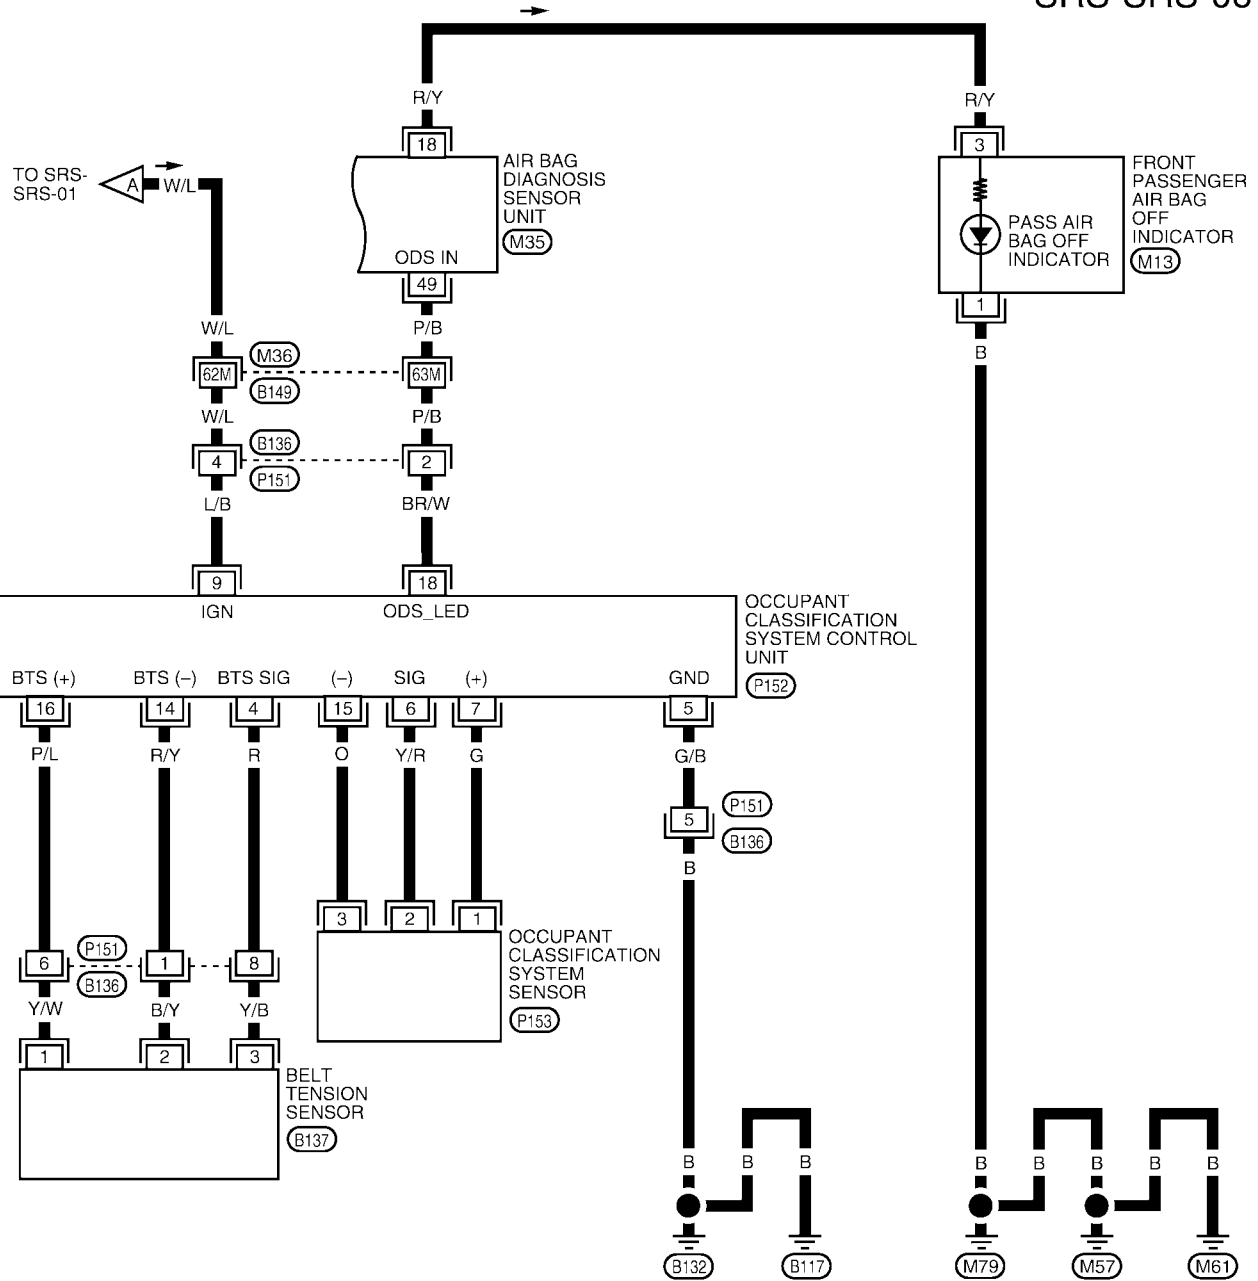 R/Y
R/Y
18
3
TO SRS-
SRS-01
A
W/L
AIR BAG
DIAGNOSIS
SENSOR
UNIT
M35
ODS IN
49
FRONT
PASSENGER
AIR BAG
OFF
INDICATOR
M13
PASS AIR
BAG OFF
INDICATOR
1
B
W/L
P/B
62M
M36
B149
63M
W/L
P/B
4
B136
P151
2
L/B
BR/W
9
18
IGN
ODS_LED
OCCUPANT
CLASSIFICATION
SYSTEM CONTROL
UNIT
P152
BTS (+)
BTS (–)
BTS SIG
(–)
SIG
(+)
GND
16
14
4
15
6
7
5
P/L
R/Y
R
O
Y/R
G
G/B
5
P151
B136
B
3
2
1
OCCUPANT
CLASSIFICATION
SYSTEM
SENSOR
P153
6
P151
B136
1
8
Y/W
B/Y
Y/B
1
2
3
BELT
TENSION
SENSOR
B137
B
B
B
B
B
B
B
B
B132
B117
M79
M57
M61